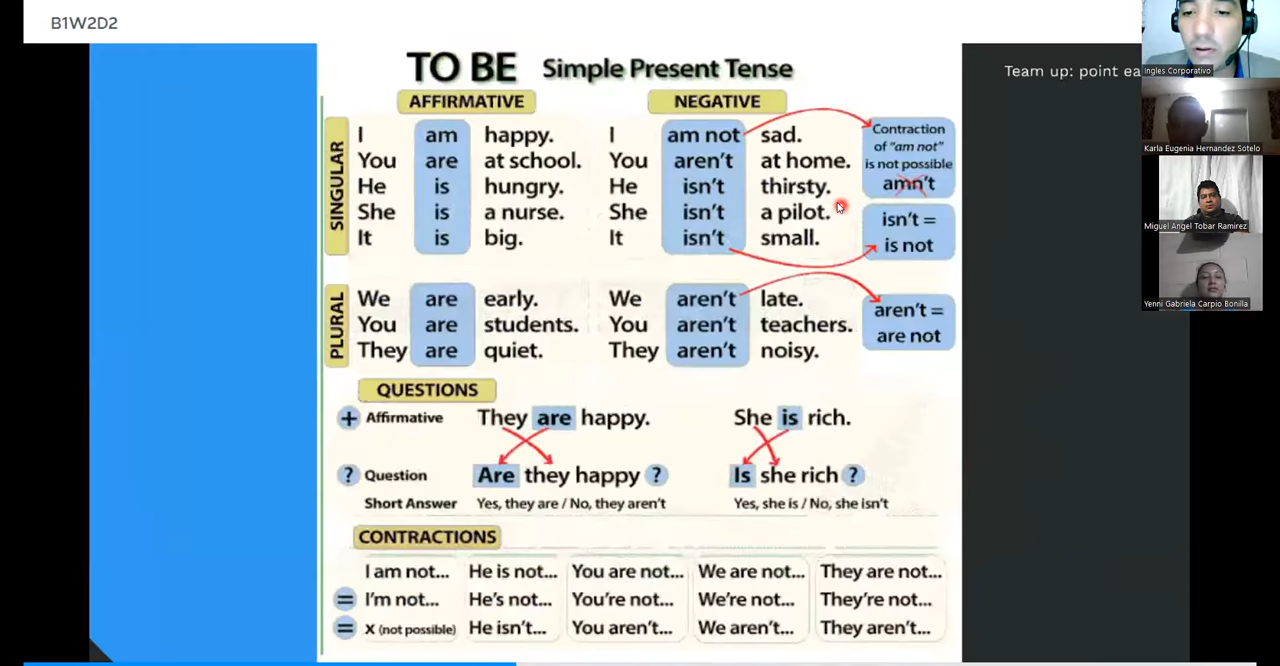 B1W2D2
TO BE Simple Present Tense
AFFIRMATIVE NEGATIVE
SINGULAR
I am happy. I am not sad.
You are at school. You aren't at home.
He is hungry. He isn't thirsty.
She is a nurse. She isn't a pilot.
It is big. It isn't small.
Contraction
of "am not"
is not possible
amn't
isn't =
is not
PLURAL
We are early. We aren't late.
You are students. You aren't teachers.
They are quiet. They aren't noisy.
aren't =
are not
QUESTIONS
+ Affirmative They are happy. She is rich.
? Question Are they happy ? Is she rich ?
Short Answer Yes, they are / No, they aren't Yes, she is / No, she isn't
CONTRACTIONS
I am not... He is not... You are not... We are not... They are not...
= I'm not... He's not... You're not... We're not... They're not...
= x (not possible) He isn't... You aren't... We aren't... They aren't...
Team up: point ea
Ingles Corporativo
Karla Eugenia Hernandez Sotelo
Miguel Angel Tobar Ramirez
Yenni Gabriela Carpio Bonilla